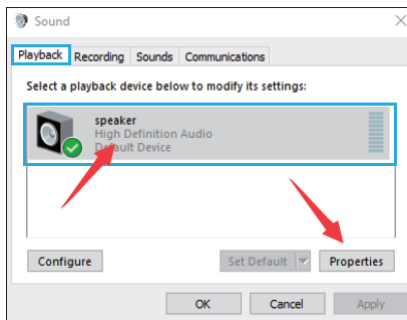 Sound
Playback Recording Sounds Communications
Select a playback device below to modify its settings:
speaker
High Definition Audio
Default Device
Configure Set Default Properties
OK Cancel Apply